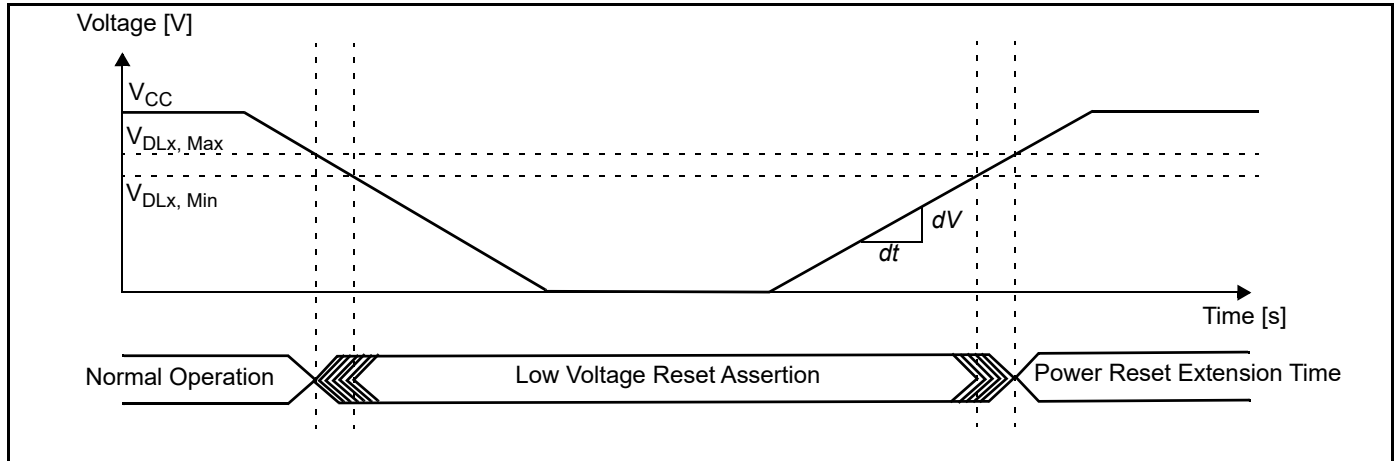 Voltage [V]
VCC
VDLx, Max
VDLx, Min
dV
dt
Time [s]
Normal Operation
Low Voltage Reset Assertion
Power Reset Extension Time